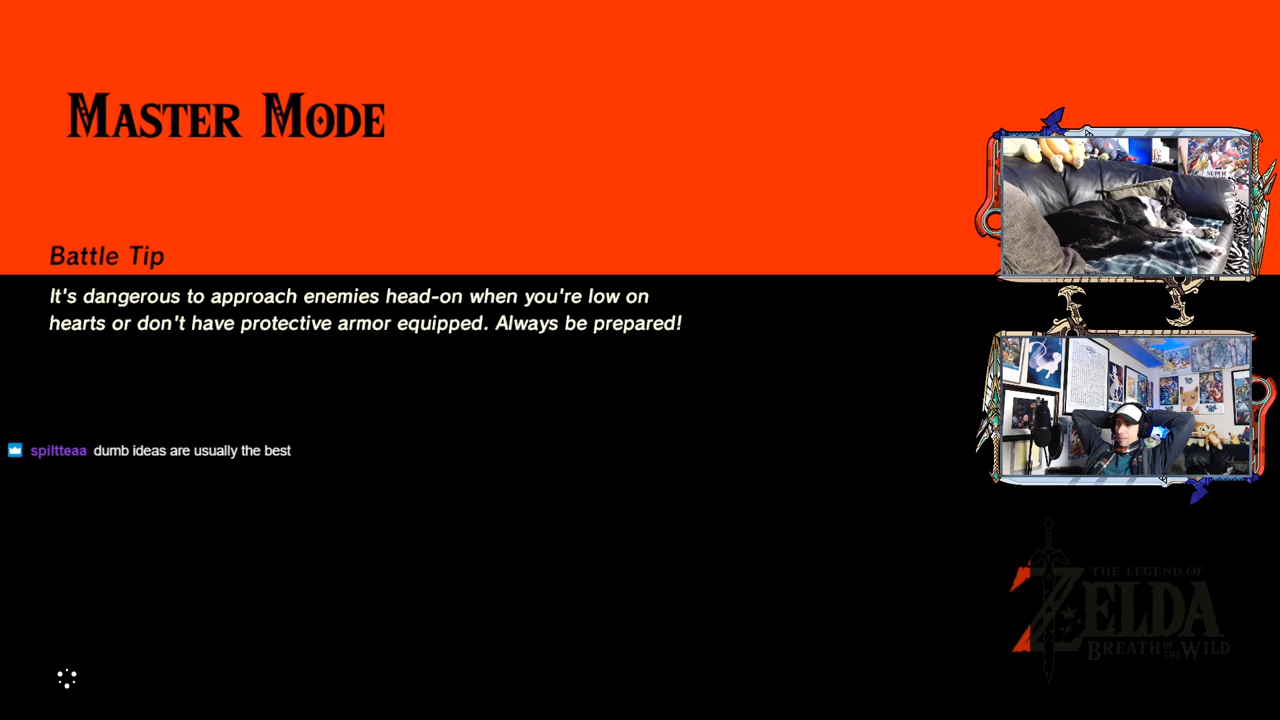 Master Mode
Battle Tip
It's dangerous to approach enemies head-on when you're low on
hearts or don't have protective armor equipped. Always be prepared!
spiltteaa dumb ideas are usually the best
SUPER
THE LEGEND OF
ZELDA
BREATH OF THE WILD